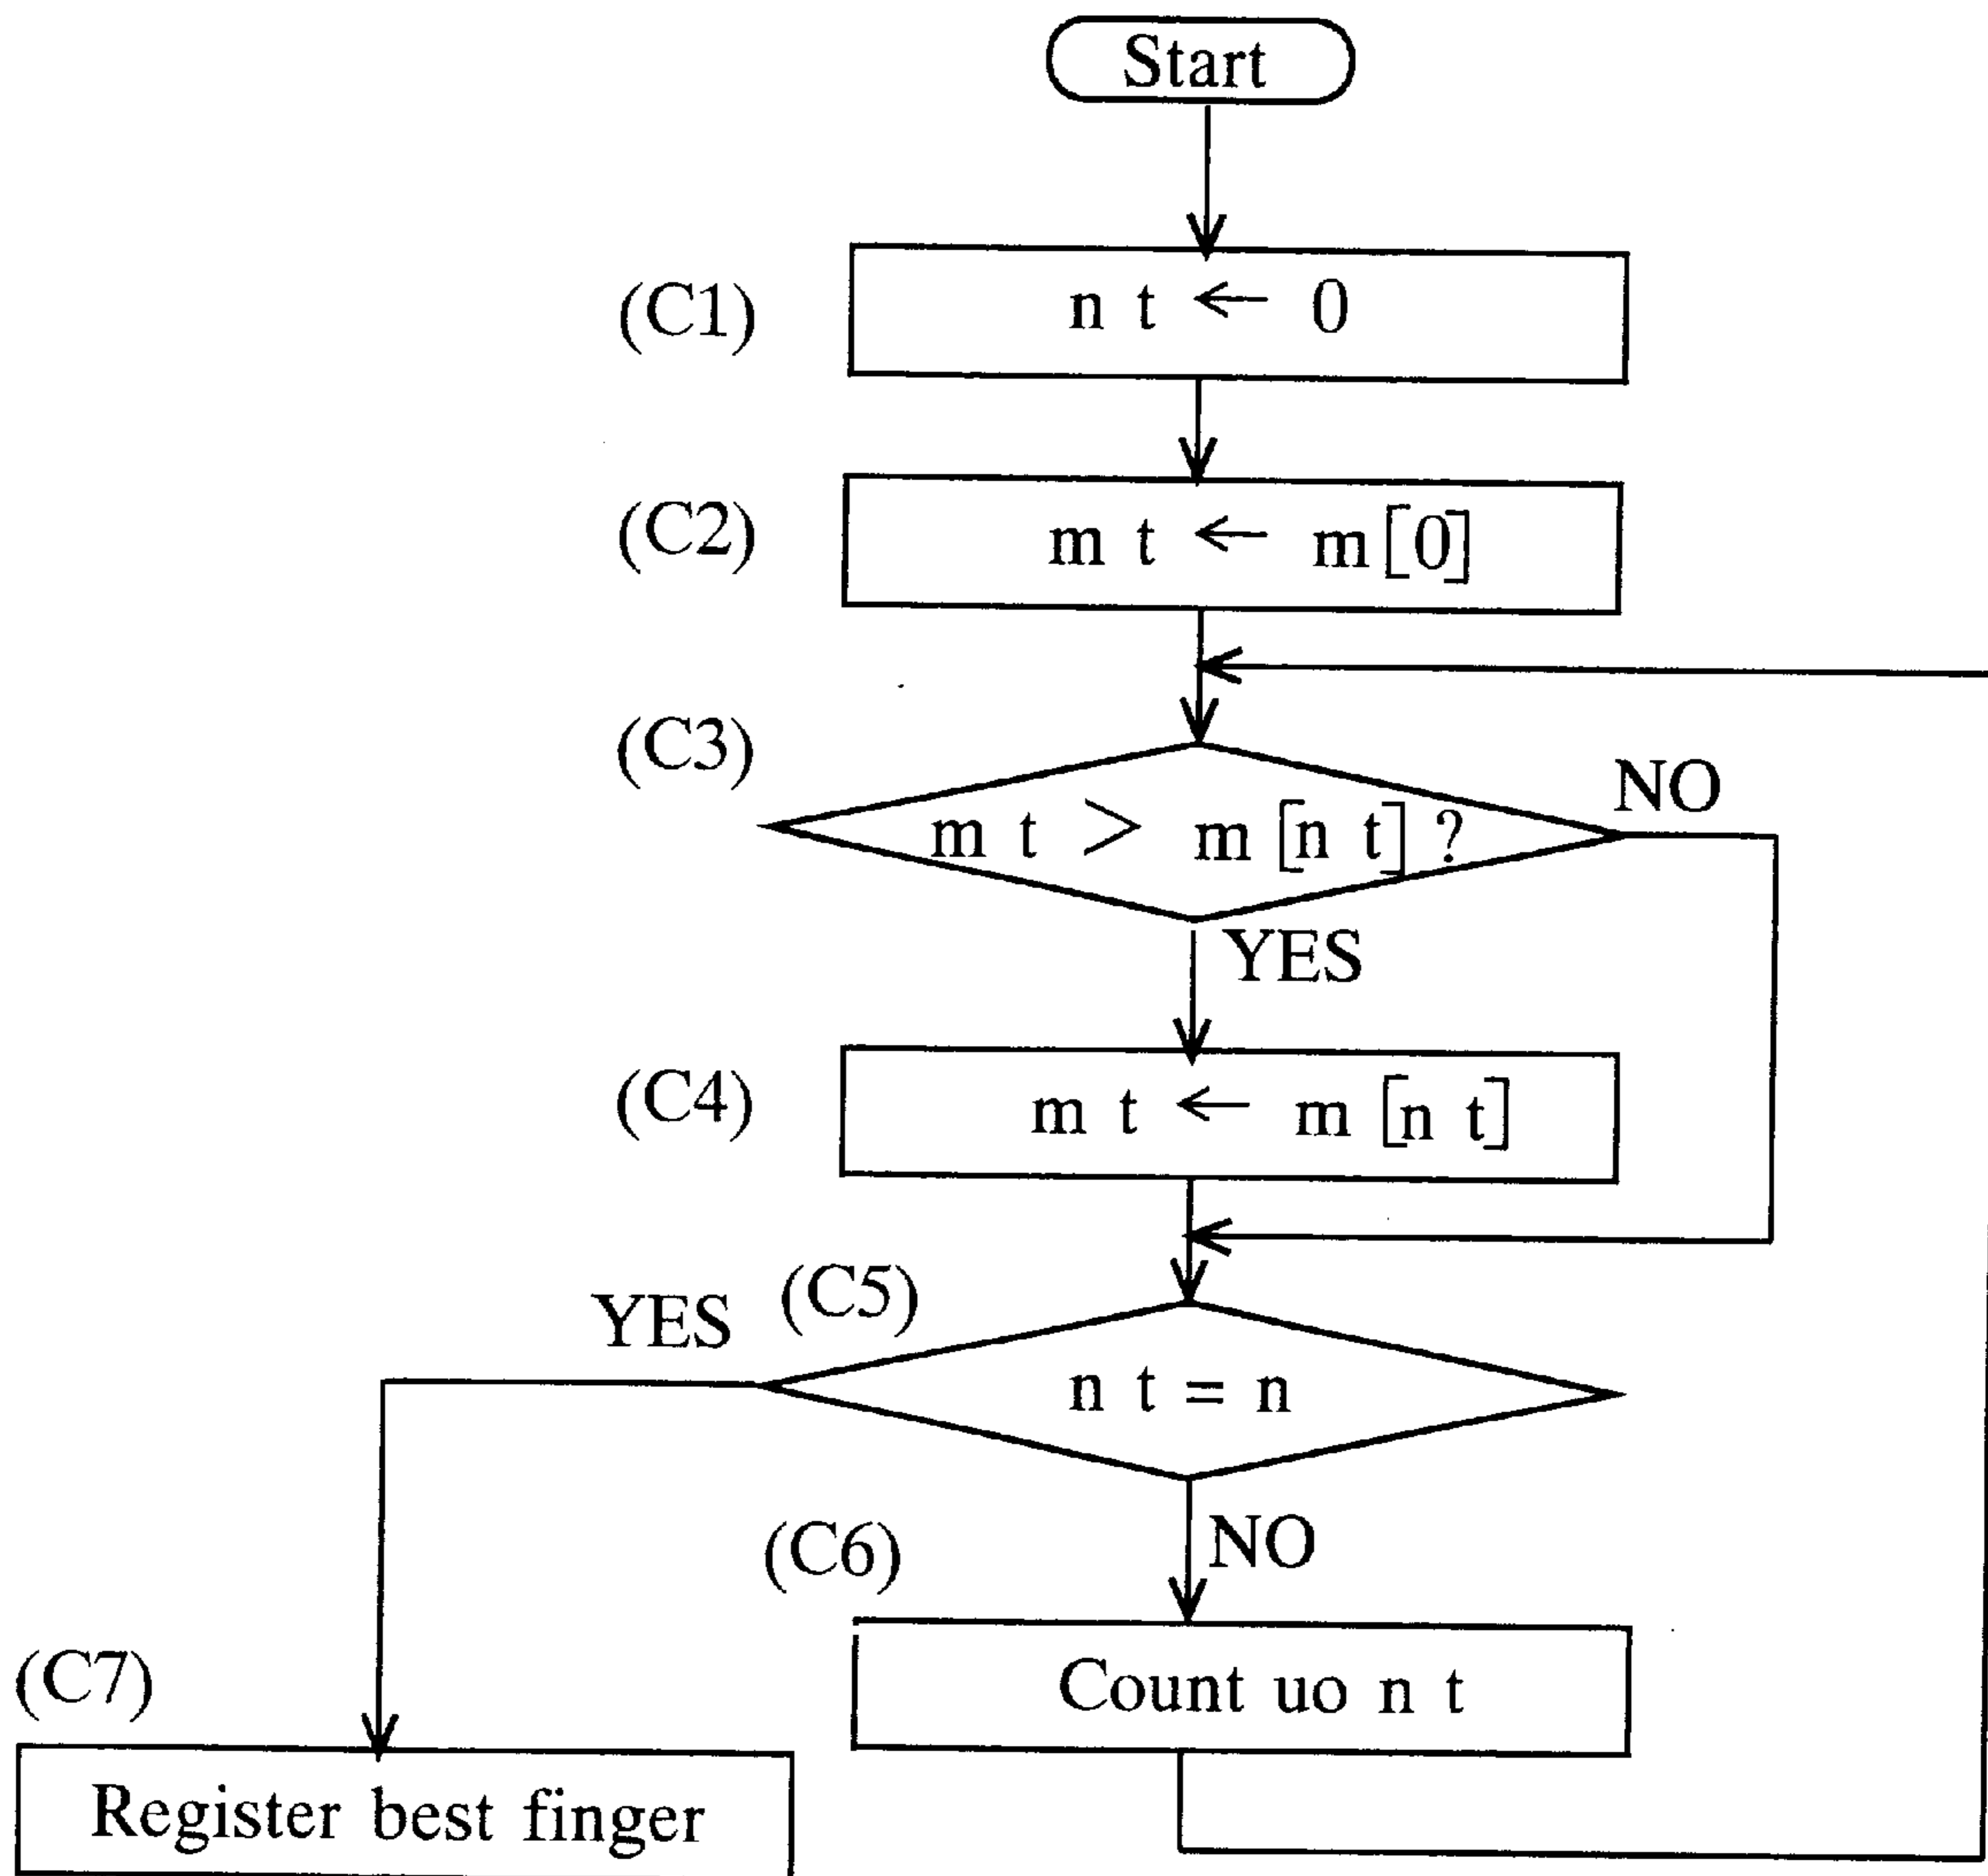 Start
(C1)
n t ← 0
(C2)
m t ← m [0]
(C3)
NO
m t > m [n t] ?
YES
(C4)
m t ← m [n t]
(C5)
YES
n t = n
(C6)
NO
Count uo n t
(C7)
Register best finger